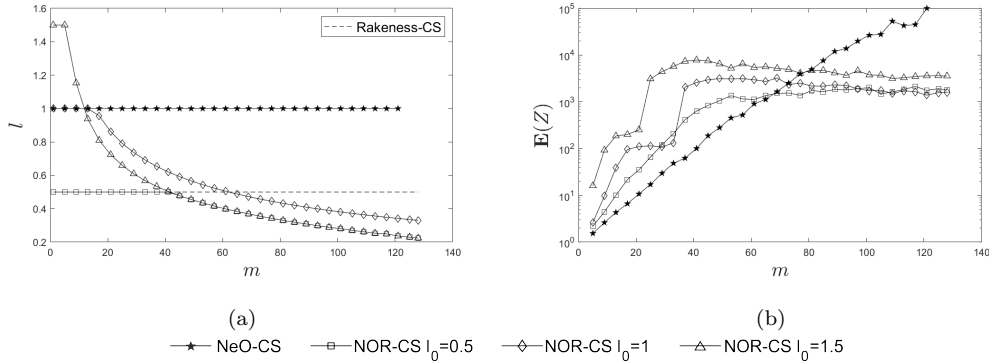 1.6
1.4
1.2
1
0.8
0.6
0.4
0.2
l
0 20 40 60 80 100 120 140
m
Rakeness-CS
(a)
10^5
10^4
10^3
10^2
10^1
10^0
E(Z)
0 20 40 60 80 100 120 140
m
(b)
NeO-CS NOR-CS l_0=0.5 NOR-CS l_0=1 NOR-CS l_0=1.5